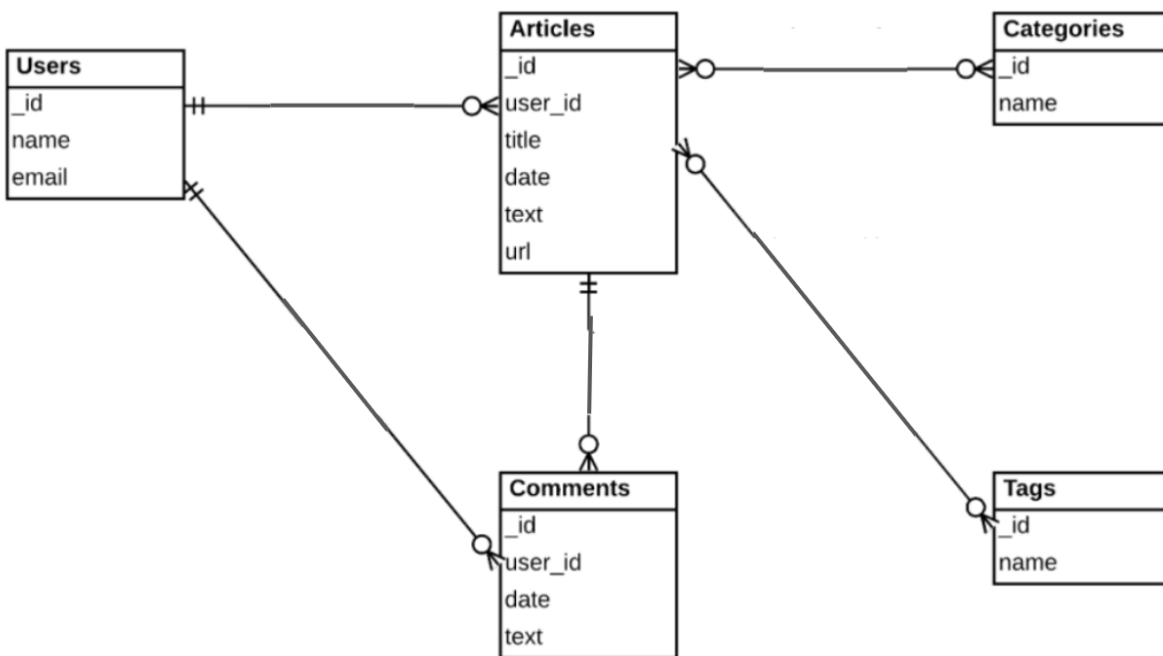 Users
_id
name
email
Articles
_id
user_id
title
date
text
url
Categories
_id
name
Comments
_id
user_id
date
text
Tags
_id
name